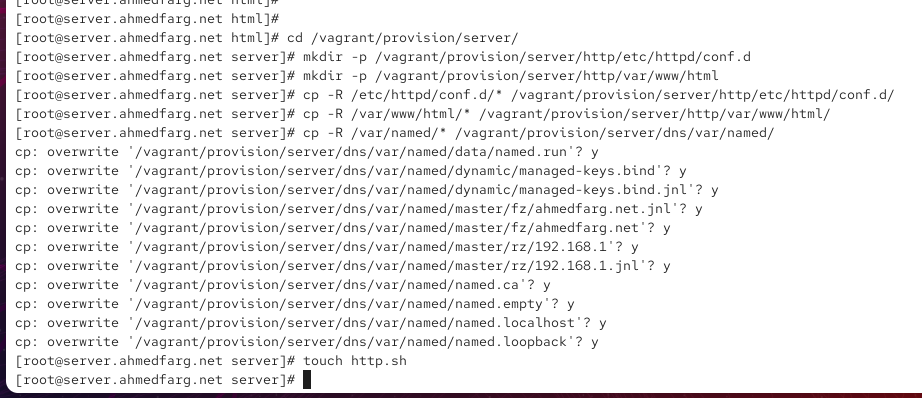 [root@server.ahmedfarg.net html]#
[root@server.ahmedfarg.net html]#
[root@server.ahmedfarg.net html]# cd /vagrant/provision/server/
[root@server.ahmedfarg.net server]# mkdir -p /vagrant/provision/server/http/etc/httpd/conf.d
[root@server.ahmedfarg.net server]# mkdir -p /vagrant/provision/server/http/var/www/html
[root@server.ahmedfarg.net server]# cp -R /etc/httpd/conf.d/* /vagrant/provision/server/http/etc/httpd/conf.d/
[root@server.ahmedfarg.net server]# cp -R /var/www/html/* /vagrant/provision/server/http/var/www/html/
[root@server.ahmedfarg.net server]# cp -R /var/named/* /vagrant/provision/server/dns/var/named/
cp: overwrite '/vagrant/provision/server/dns/var/named/data/named.run'? y
cp: overwrite '/vagrant/provision/server/dns/var/named/dynamic/managed-keys.bind'? y
cp: overwrite '/vagrant/provision/server/dns/var/named/dynamic/managed-keys.bind.jnl'? y
cp: overwrite '/vagrant/provision/server/dns/var/named/master/fz/ahmedfarg.net.jnl'? y
cp: overwrite '/vagrant/provision/server/dns/var/named/master/fz/ahmedfarg.net'? y
cp: overwrite '/vagrant/provision/server/dns/var/named/master/rz/192.168.1'? y
cp: overwrite '/vagrant/provision/server/dns/var/named/master/rz/192.168.1.jnl'? y
cp: overwrite '/vagrant/provision/server/dns/var/named/named.ca'? y
cp: overwrite '/vagrant/provision/server/dns/var/named/named.empty'? y
cp: overwrite '/vagrant/provision/server/dns/var/named/named.localhost'? y
cp: overwrite '/vagrant/provision/server/dns/var/named/named.loopback'? y
[root@server.ahmedfarg.net server]# touch http.sh
[root@server.ahmedfarg.net server]#